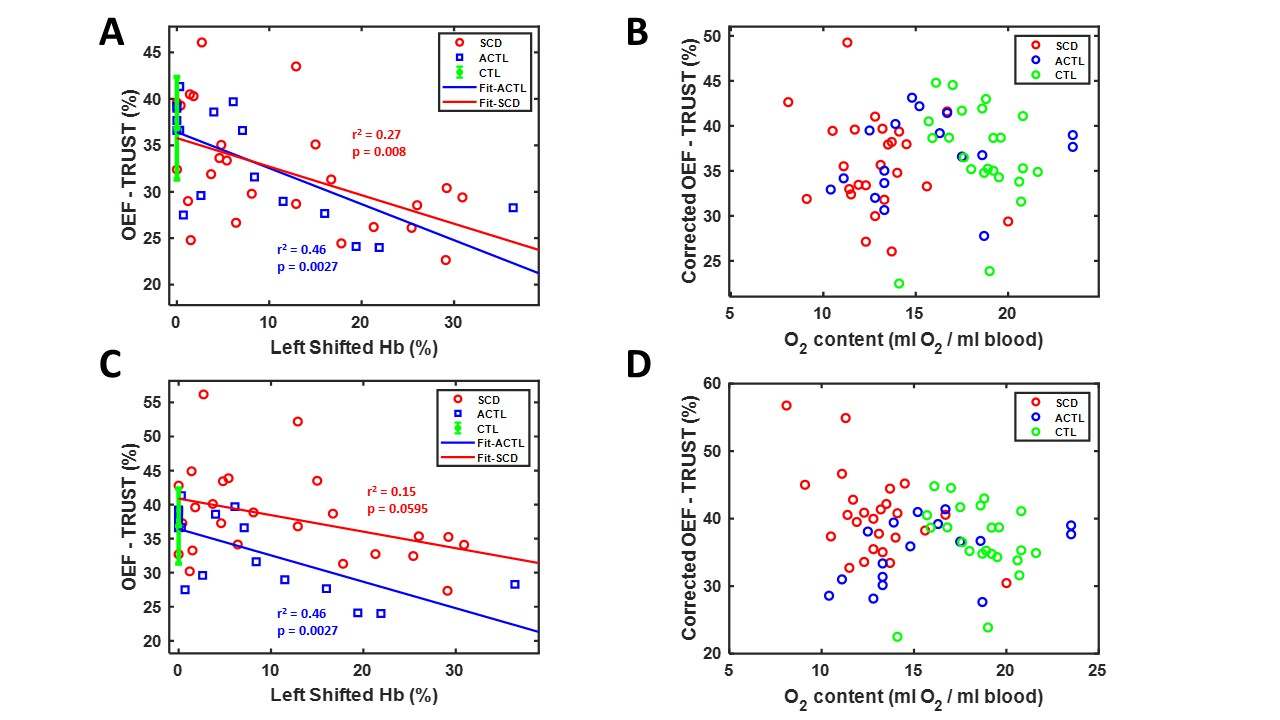 A
OEF - TRUST (%)
45
40
35
30
25
20
0
10
20
30
Left Shifted Hb (%)
SCD
ACTL
CTL
Fit-ACTL
Fit-SCD
r² = 0.27
p = 0.008
r² = 0.46
p = 0.0027
B
Corrected OEF - TRUST (%)
50
45
40
35
30
25
5
10
15
20
O₂ content (ml O₂ / ml blood)
SCD
ACTL
CTL
C
OEF - TRUST (%)
55
50
45
40
35
30
25
20
0
10
20
30
Left Shifted Hb (%)
SCD
ACTL
CTL
Fit-ACTL
Fit-SCD
r² = 0.15
p = 0.0595
r² = 0.46
p = 0.0027
D
Corrected OEF - TRUST (%)
60
50
40
30
20
5
10
15
20
25
O₂ content (ml O₂ / ml blood)
SCD
ACTL
CTL